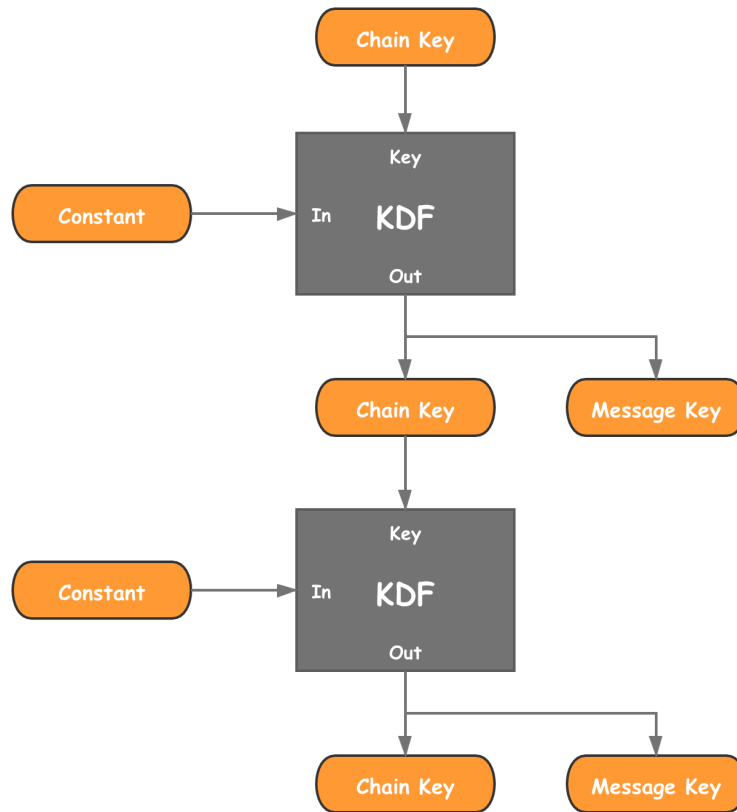 Chain Key
Key
Constant
In
KDF
Out
Chain Key
Message Key
Key
Constant
In
KDF
Out
Chain Key
Message Key